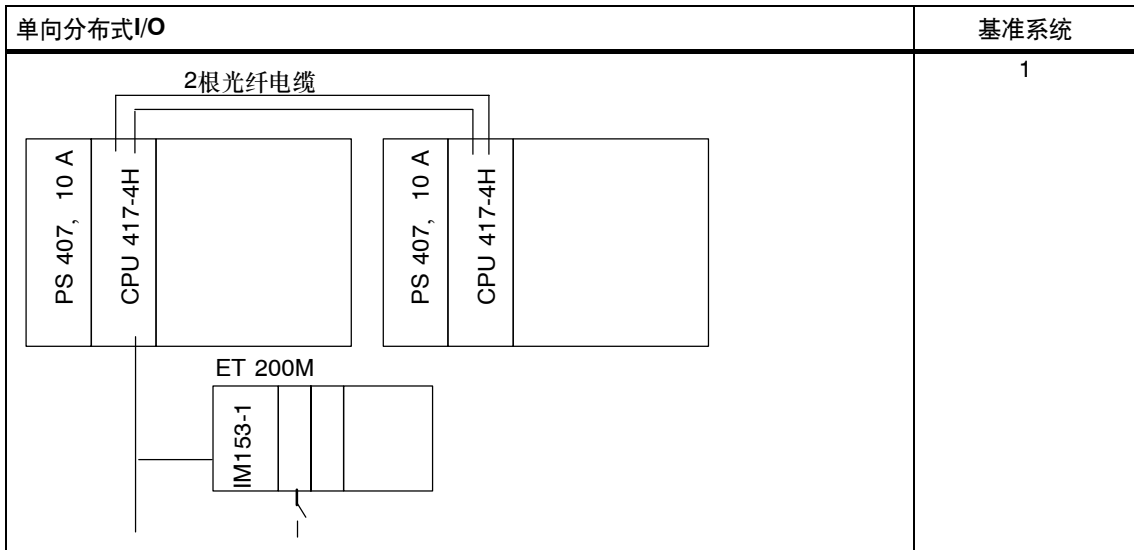 单向分布式I/O
基准系统
2根光纤电缆
1
PS 407，10 A
CPU 417-4H
PS 407，10 A
CPU 417-4H
ET 200M
IM153-1